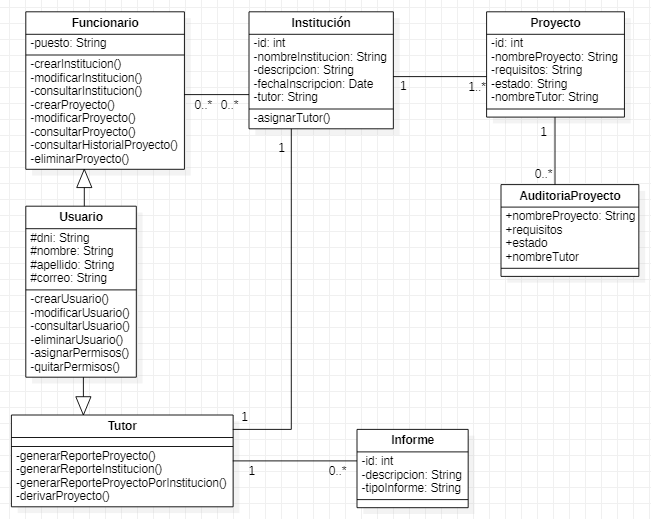 Funcionario
-puesto: String
-crearInstitucion()
-modificarInstitucion()
-consultarInstitucion()
-crearProyecto()
-modificarProyecto()
-consultarProyecto()
-consultarHistorialProyecto()
-eliminarProyecto()
0..*
0..*
Institución
-id: int
-nombreInstitucion: String
-descripcion: String
-fechaInscripcion: Date
-tutor: String
-asignarTutor()
1
1..*
Proyecto
-id: int
-nombreProyecto: String
-requisitos: String
-estado: String
-nombreTutor: String
1
0..*
AuditoriaProyecto
+nombreProyecto: String
+requisitos
+estado
+nombreTutor
1
Usuario
#dni: String
#nombre: String
#apellido: String
#correo: String
-crearUsuario()
-modificarUsuario()
-consultarUsuario()
-eliminarUsuario()
-asignarPermisos()
-quitarPermisos()
1
Tutor
-generarReporteProyecto()
-generarReporteInstitucion()
-generarReporteProyectoPorInstitucion()
-derivarProyecto()
1
0..*
Informe
-id: int
-descripcion: String
-tipoInforme: String